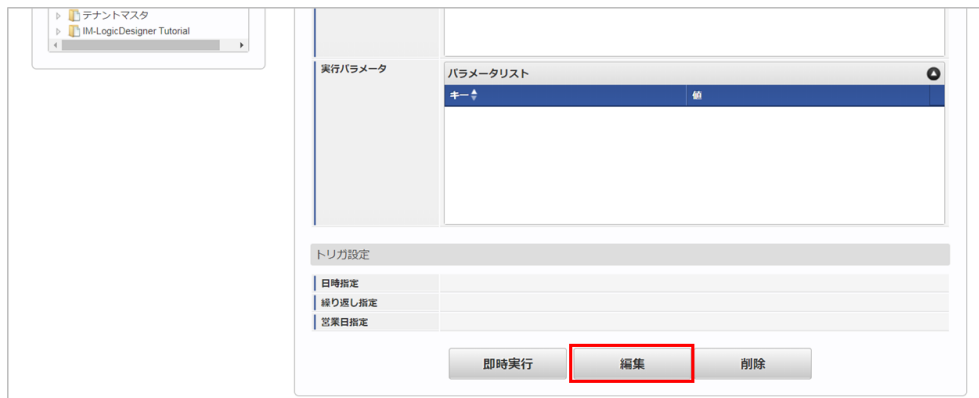 テナントマスタ
IM-LogicDesigner Tutorial
実行パラメータ
パラメータリスト
キー 値
トリガ設定
日時指定
繰り返し指定
営業日指定
即時実行 編集 削除